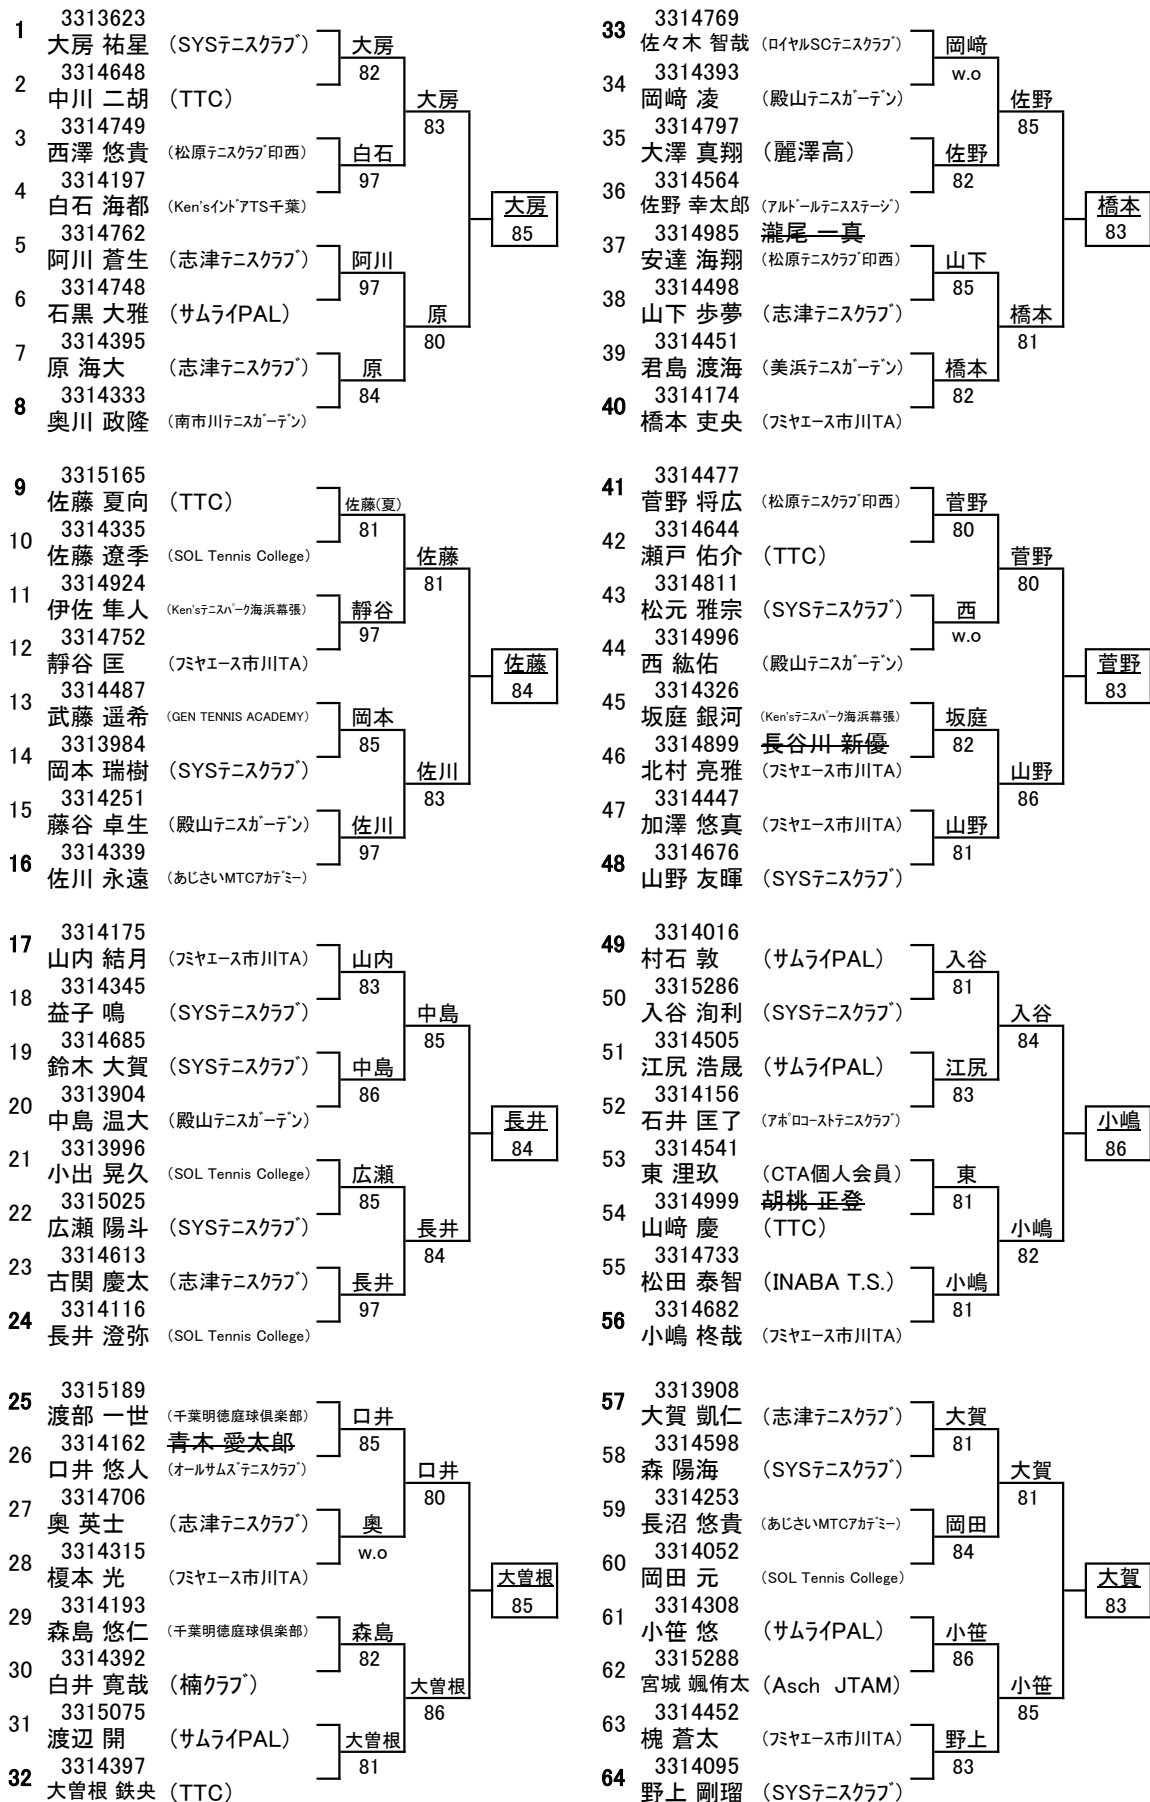 3313623
1 大房 祐星 (SYSテニスクラブ) 大房
3314648 82
2 中川 二胡 (TTC) 大房
3314749 83
3 西澤 悠貴 (松原テニスクラブ印西) 白石
3314197 97
4 白石 海都 (Ken'sインドアTS千葉) 大房
3314762 85
5 阿川 蒼生 (志津テニスクラブ) 阿川
3314748 97
6 石黒 大雅 (サムライPAL) 原
3314395 80
7 原 海大 (志津テニスクラブ) 原
3314333 84
8 奥川 政隆 (南市川テニスガーデン)
3315165
9 佐藤 夏向 (TTC) 佐藤(夏)
3314335 81
10 佐藤 遼季 (SOL Tennis College) 佐藤
3314924 81
11 伊佐 隼人 (Ken'sテニスパーク海浜幕張) 靜谷
3314752 97
12 靜谷 匡 (フミヤエース市川TA) 佐藤
3314487 84
13 武藤 遥希 (GEN TENNIS ACADEMY) 岡本
3313984 85
14 岡本 瑞樹 (SYSテニスクラブ) 佐川
3314251 83
15 藤谷 卓生 (殿山テニスガーデン) 佐川
3314339 97
16 佐川 永遠 (あじさいMTCアカデミー)
3314175
17 山内 結月 (フミヤエース市川TA) 山内
3314345 83
18 益子 鳴 (SYSテニスクラブ) 中島
3314685 85
19 鈴木 大賀 (SYSテニスクラブ) 中島
3313904 86
20 中島 温大 (殿山テニスガーデン) 長井
3313996 84
21 小出 晃久 (SOL Tennis College) 広瀬
3315025 85
22 広瀬 陽斗 (SYSテニスクラブ) 長井
3314613 84
23 古関 慶太 (志津テニスクラブ) 長井
3314116 97
24 長井 澄弥 (SOL Tennis College)
3315189
25 渡部 一世 (千葉明徳庭球倶楽部) 口井
3314162 青木 愛太郎 85
26 口井 悠人 (オールサムズテニスクラブ) 口井
3314706 80
27 奥 英士 (志津テニスクラブ) 奥
3314315 w.o
28 榎本 光 (フミヤエース市川TA) 大曽根
3314193 85
29 森島 悠仁 (千葉明徳庭球倶楽部) 森島
3314392 82
30 白井 寛哉 (楠クラブ) 大曽根
3315075 86
31 渡辺 開 (サムライPAL) 大曽根
3314397 81
32 大曽根 鉄央 (TTC)
3314769
33 佐々木 智哉 (ロイヤルSCテニスクラブ) 岡﨑
3314393 w.o
34 岡﨑 凌 (殿山テニスガーデン) 佐野
3314797 85
35 大澤 真翔 (麗澤高) 佐野
3314564 82
36 佐野 幸太郎 (アルドールテニスステージ) 橋本
3314985 瀧尾 一真 83
37 安達 海翔 (松原テニスクラブ印西) 山下
3314498 85
38 山下 歩夢 (志津テニスクラブ) 橋本
3314451 81
39 君島 渡海 (美浜テニスガーデン) 橋本
3314174 82
40 橋本 吏央 (フミヤエース市川TA)
3314477
41 菅野 将広 (松原テニスクラブ印西) 菅野
3314644 80
42 瀬戸 佑介 (TTC) 菅野
3314811 80
43 松元 雅宗 (SYSテニスクラブ) 西
3314996 w.o
44 西 紘佑 (殿山テニスガーデン) 菅野
3314326 83
45 坂庭 銀河 (Ken'sテニスパーク海浜幕張) 坂庭
3314899 長谷川 新優 82
46 北村 亮雅 (フミヤエース市川TA) 山野
3314447 86
47 加澤 悠真 (フミヤエース市川TA) 山野
3314676 81
48 山野 友暉 (SYSテニスクラブ)
3314016
49 村石 敦 (サムライPAL) 入谷
3315286 81
50 入谷 洵利 (SYSテニスクラブ) 入谷
3314505 84
51 江尻 浩晟 (サムライPAL) 江尻
3314156 83
52 石井 匡了 (アポロコーストテニスクラブ) 小嶋
3314541 86
53 東 浬玖 (CTA個人会員) 東
3314999 胡桃 正登 81
54 山﨑 慶 (TTC) 小嶋
3314733 82
55 松田 泰智 (INABA T.S.) 小嶋
3314682 81
56 小嶋 柊哉 (フミヤエース市川TA)
3313908
57 大賀 凱仁 (志津テニスクラブ) 大賀
3314598 81
58 森 陽海 (SYSテニスクラブ) 大賀
3314253 81
59 長沼 悠貴 (あじさいMTCアカデミー) 岡田
3314052 84
60 岡田 元 (SOL Tennis College) 大賀
3314308 83
61 小笹 悠 (サムライPAL) 小笹
3315288 86
62 宮城 颯侑太 (Asch JTAM) 小笹
3314452 85
63 槐 蒼太 (フミヤエース市川TA) 野上
3314095 83
64 野上 剛瑠 (SYSテニスクラブ)